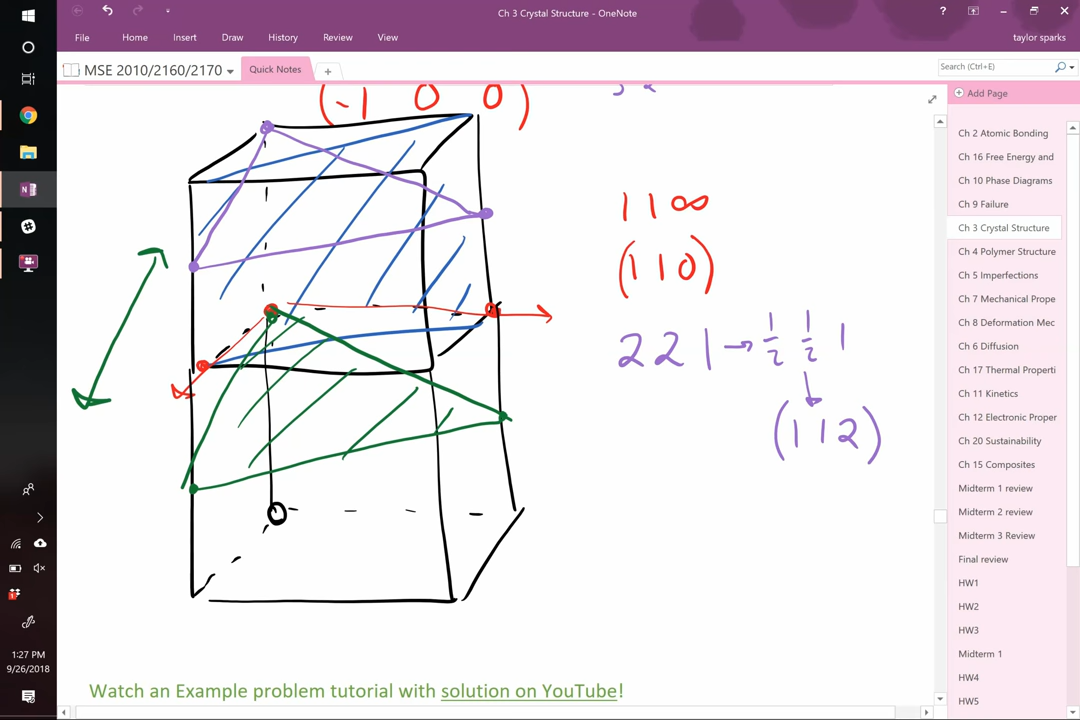 Ch 3 Crystal Structure - OneNote
File Home Insert Draw History Review View
taylor sparks
MSE 2010/2160/2170
Quick Notes
Search (Ctrl+E)
Add Page
Ch 2 Atomic Bonding
Ch 16 Free Energy and
Ch 10 Phase Diagrams
Ch 9 Failure
Ch 3 Crystal Structure
Ch 4 Polymer Structure
Ch 5 Imperfections
Ch 7 Mechanical Prope
Ch 8 Deformation Mec
Ch 6 Diffusion
Ch 17 Thermal Properti
Ch 11 Kinetics
Ch 12 Electronic Proper
Ch 20 Sustainability
Ch 15 Composites
Midterm 1 review
Midterm 2 review
Midterm 3 Review
Final review
HW1
HW2
HW3
Midterm 1
HW4
HW5
(-1 0 0)
1 1 ∞
(1 1 0)
2 2 1 → 1/2 1/2 1
(1 1 2)
Watch an Example problem tutorial with solution on YouTube!
1:27 PM
9/26/2018